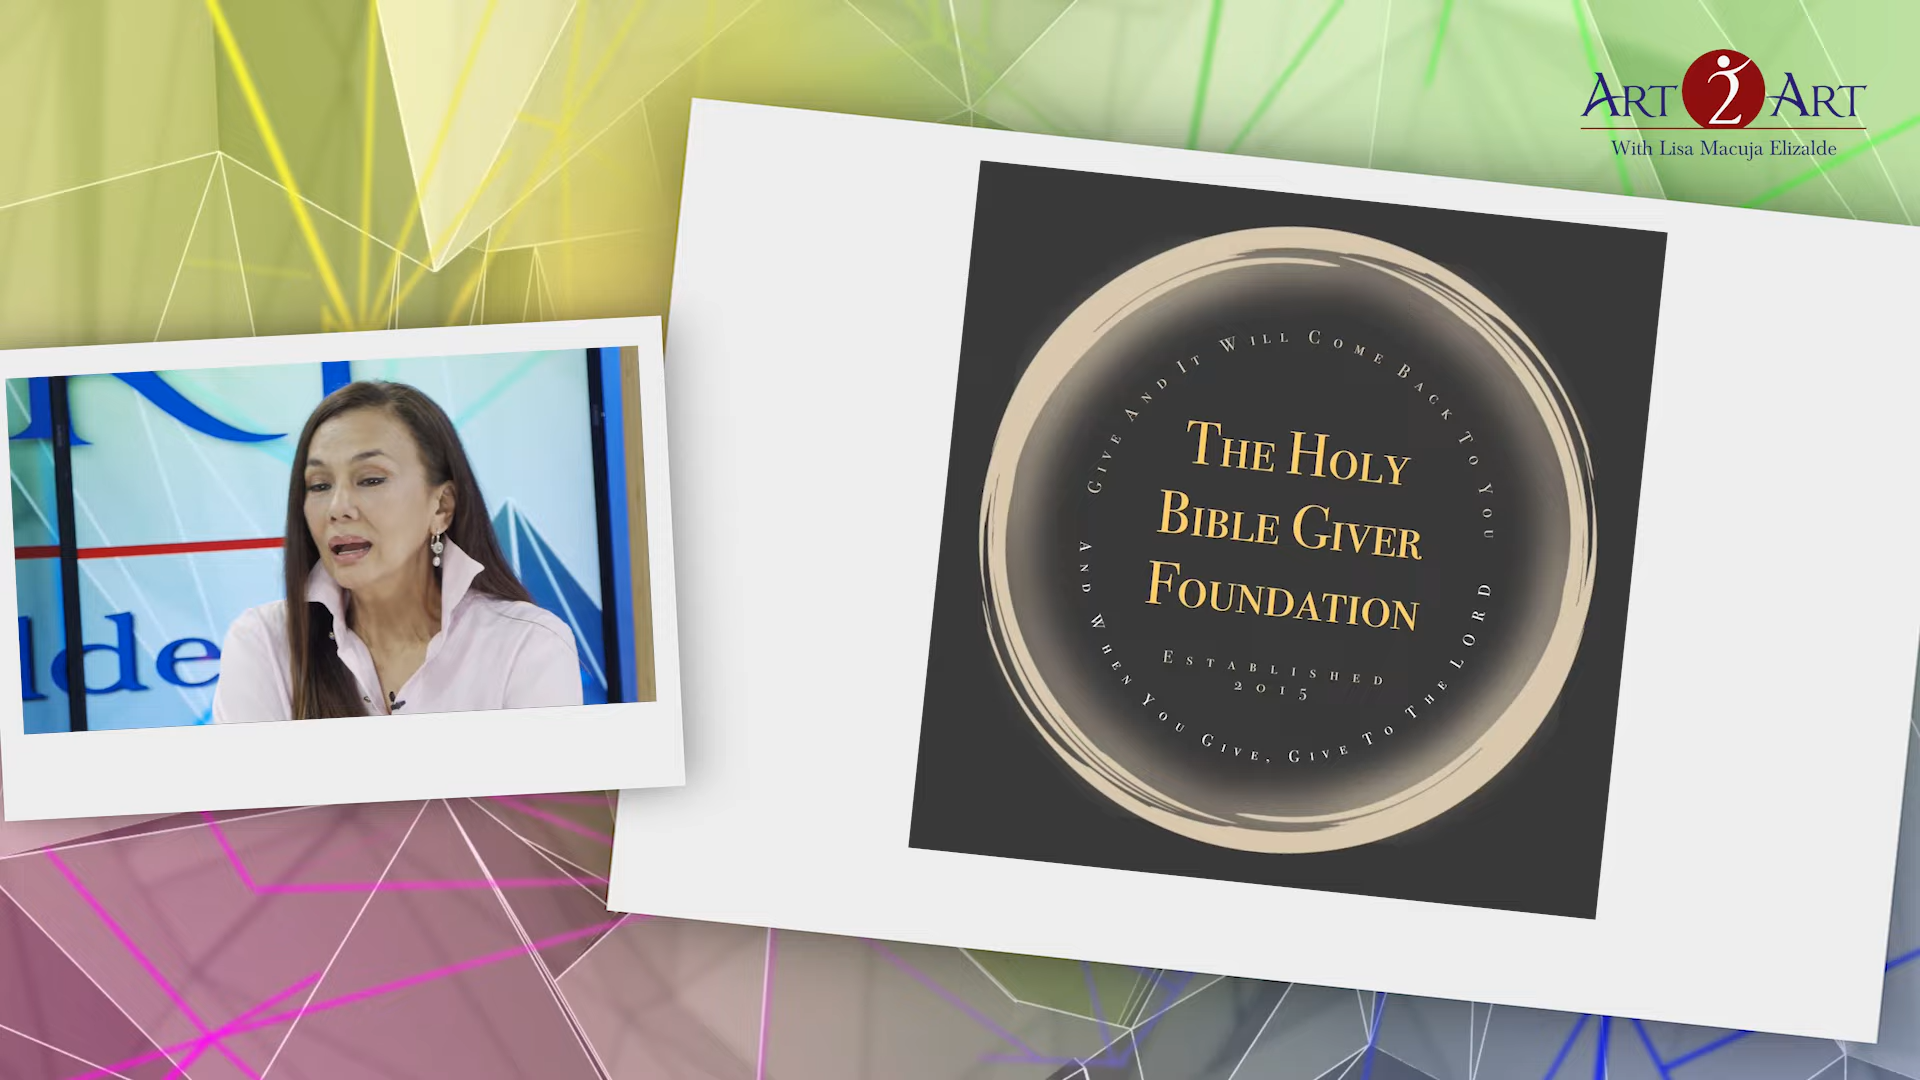 ART 2 ART
With Lisa Macuja Elizalde
GIVE AND IT WILL COME BACK TO YOU
THE HOLY
BIBLE GIVER
FOUNDATION
ESTABLISHED
2015
AND WHEN YOU GIVE, GIVE TO THE LORD
lde